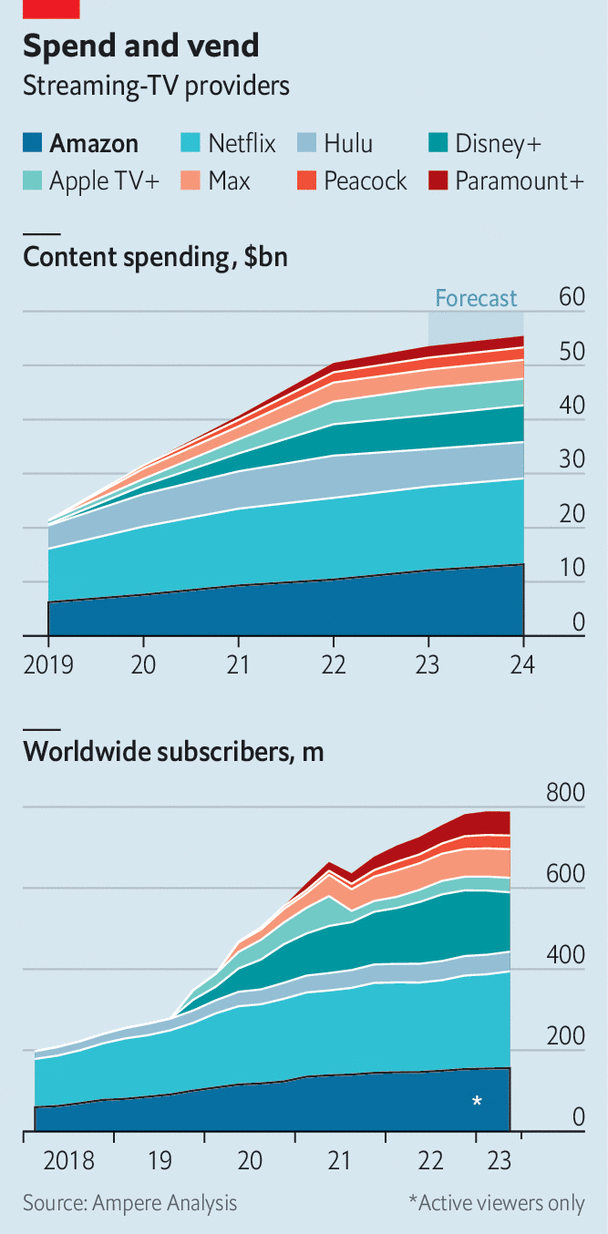 Spend and vend
Streaming-TV providers
Amazon Netflix Hulu Disney+
Apple TV+ Max Peacock Paramount+
Content spending, $bn
Forecast
60
50
40
30
20
10
0
2019 20 21 22 23 24
Worldwide subscribers, m
800
600
400
200
*
0
2018 19 20 21 22 23
Source: Ampere Analysis *Active viewers only